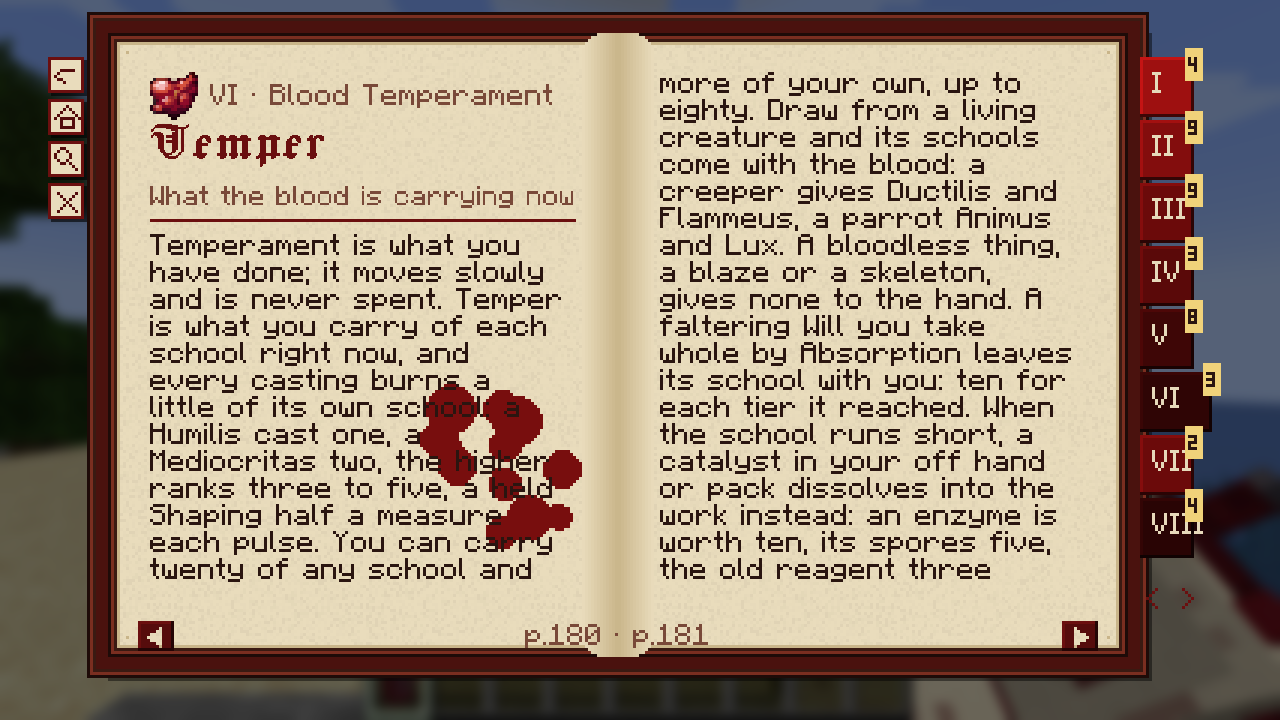 VI · Blood Temperament
Temper
What the blood is carrying now
Temperament is what you
have done; it moves slowly
and is never spent. Temper
is what you carry of each
school right now, and
every casting burns a
little of its own school: a
Humilis cast one, a
Mediocritas two, the higher
ranks three to five, a held
Shaping half a measure
each pulse. You can carry
twenty of any school and
more of your own, up to
eighty. Draw from a living
creature and its schools
come with the blood: a
creeper gives Ductilis and
Flammeus, a parrot Animus
and Lux. A bloodless thing,
a blaze or a skeleton,
gives none to the hand. A
faltering Will you take
whole by Absorption leaves
its school with you: ten for
each tier it reached. When
the school runs short, a
catalyst in your off hand
or pack dissolves into the
work instead: an enzyme is
worth ten, its spores five,
the old reagent three
p.180 · p.181
I
4
II
9
III
9
IV
3
V
8
VI
3
VII
2
VIII
4